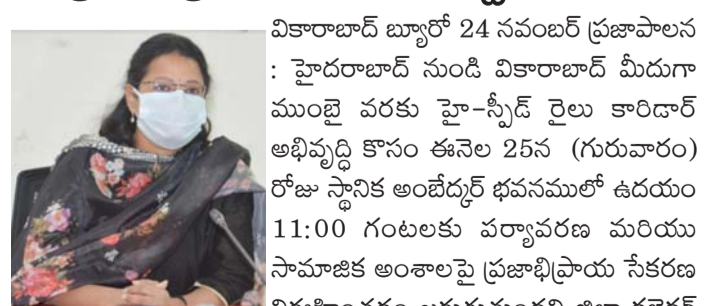 వికారాబాద్ బ్యూరో 24 నవంబర్ ప్రజాపాలన
: హైదరాబాద్ నుండి వికారాబాద్ మీదుగా
ముంబై వరకు హై-స్పీడ్ రైలు కారిడార్
అభివృద్ధి కొసం ఈనెల 25న (గురువారం)
రోజు స్థానిక అంబేద్కర్ భవనములో ఉదయం
11:00 గంటలకు పర్యావరణ మరియు
సామాజిక అంశాలపై ప్రజాభిప్రాయ సేకరణ